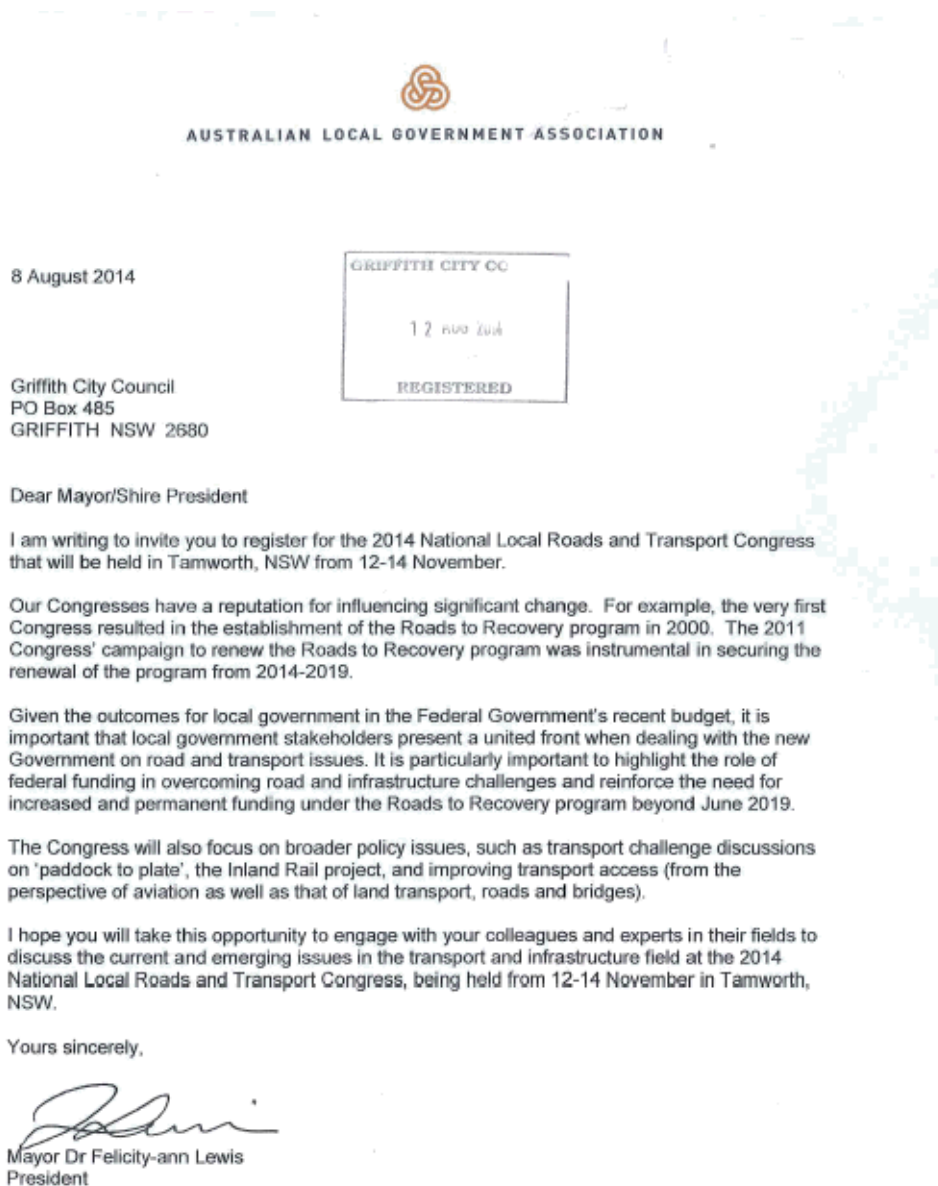 AUSTRALIAN LOCAL GOVERNMENT ASSOCIATION
8 August 2014
GRIFFITH CITY CO
12 AUG 2014
REGISTERED
Griffith City Council
PO Box 485
GRIFFITH NSW 2680
Dear Mayor/Shire President
I am writing to invite you to register for the 2014 National Local Roads and Transport Congress
that will be held in Tamworth, NSW from 12-14 November.
Our Congresses have a reputation for influencing significant change. For example, the very first
Congress resulted in the establishment of the Roads to Recovery program in 2000. The 2011
Congress' campaign to renew the Roads to Recovery program was instrumental in securing the
renewal of the program from 2014-2019.
Given the outcomes for local government in the Federal Government's recent budget, it is
important that local government stakeholders present a united front when dealing with the new
Government on road and transport issues. It is particularly important to highlight the role of
federal funding in overcoming road and infrastructure challenges and reinforce the need for
increased and permanent funding under the Roads to Recovery program beyond June 2019.
The Congress will also focus on broader policy issues, such as transport challenge discussions
on 'paddock to plate', the Inland Rail project, and improving transport access (from the
perspective of aviation as well as that of land transport, roads and bridges).
I hope you will take this opportunity to engage with your colleagues and experts in their fields to
discuss the current and emerging issues in the transport and infrastructure field at the 2014
National Local Roads and Transport Congress, being held from 12-14 November in Tamworth,
NSW.
Yours sincerely,
Mayor Dr Felicity-ann Lewis
President